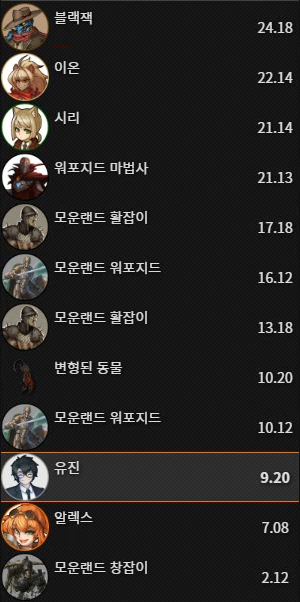 블랙잭 24.18
이온 22.14
시리 21.14
워포지드 마법사 21.13
모운랜드 활잡이 17.18
모운랜드 워포지드 16.12
모운랜드 활잡이 13.18
변형된 동물 10.20
모운랜드 워포지드 10.12
유진 9.20
알렉스 7.08
모운랜드 창잡이 2.12